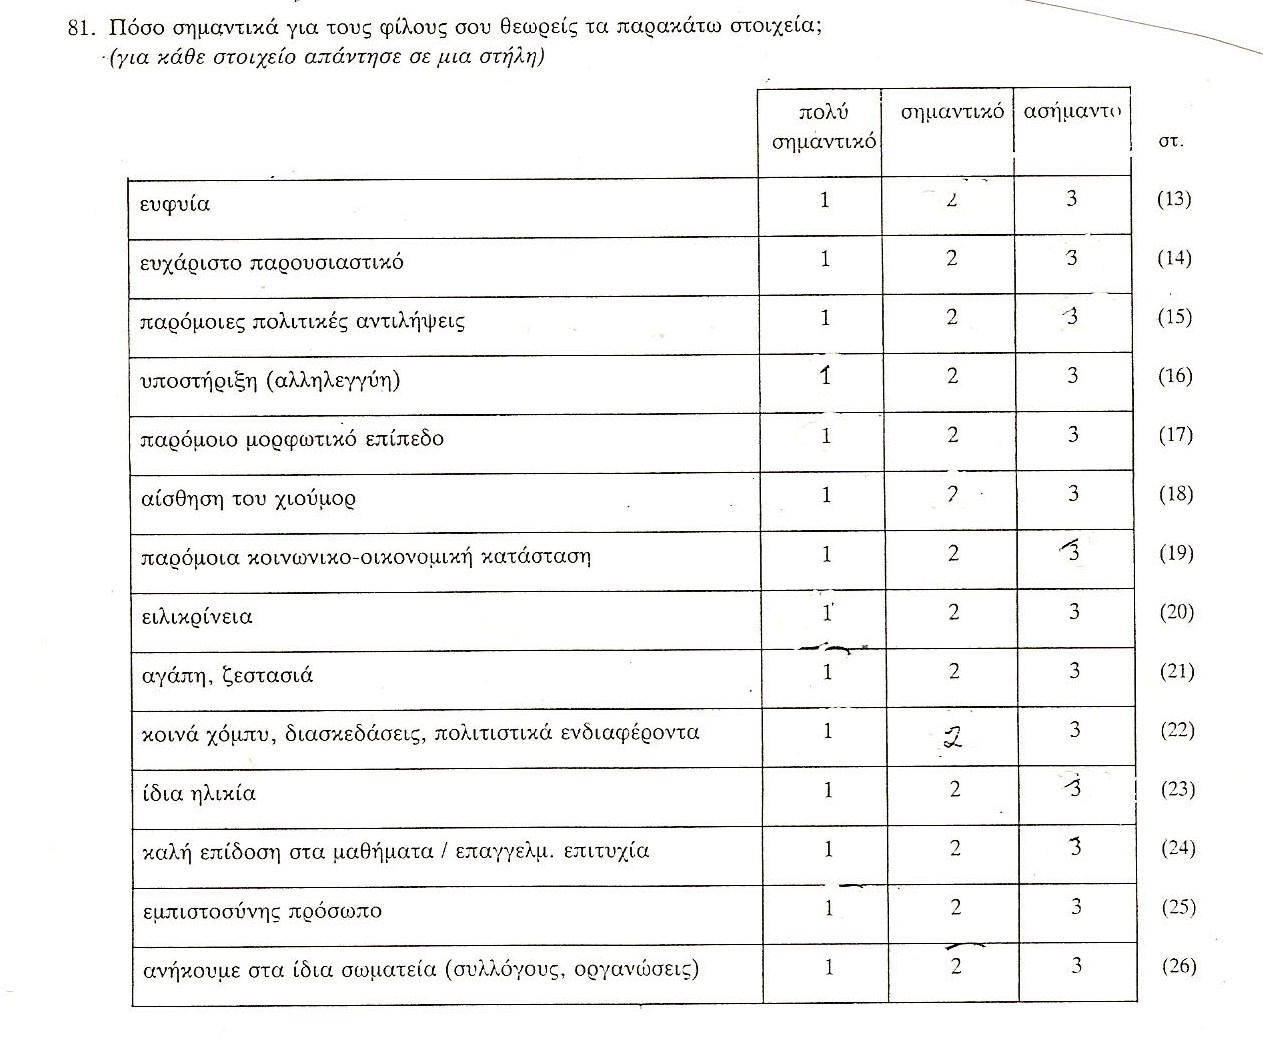 81. Πόσο σημαντικά για τους φίλους σου θεωρείς τα παρακάτω στοιχεία;
(για κάθε στοιχείο απάντησε σε μια στήλη)
πολύ σημαντικό ασήμαντο
σημαντικό στ.
ευφυία 1 2 3 (13)
ευχάριστο παρουσιαστικό 1 2 3 (14)
παρόμοιες πολιτικές αντιλήψεις 1 2 3 (15)
υποστήριξη (αλληλεγγύη) 1 2 3 (16)
παρόμοιο μορφωτικό επίπεδο 1 2 3 (17)
αίσθηση του χιούμορ 1 2 3 (18)
παρόμοια κοινωνικο-οικονομική κατάσταση 1 2 3 (19)
ειλικρίνεια 1 2 3 (20)
αγάπη, ζεστασιά 1 2 3 (21)
κοινά χόμπυ, διασκεδάσεις, πολιτιστικά ενδιαφέροντα 1 2 3 (22)
ίδια ηλικία 1 2 3 (23)
καλή επίδοση στα μαθήματα / επαγγελμ. επιτυχία 1 2 3 (24)
εμπιστοσύνης πρόσωπο 1 2 3 (25)
ανήκουμε στα ίδια σωματεία (συλλόγους, οργανώσεις) 1 2 3 (26)